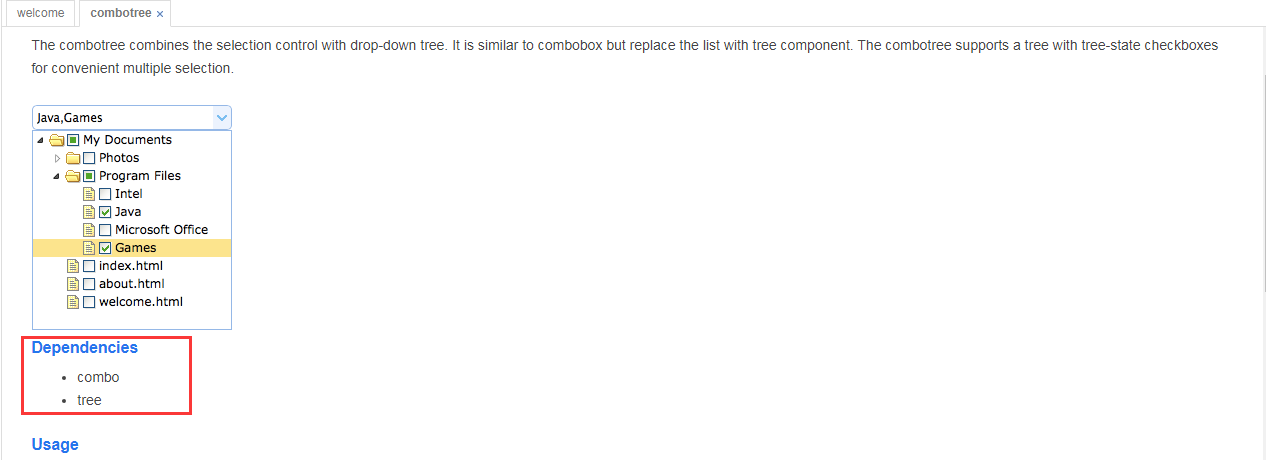 welcome combotree ×
The combotree combines the selection control with drop-down tree. It is similar to combobox but replace the list with tree component. The combotree supports a tree with tree-state checkboxes
for convenient multiple selection.
Java,Games
My Documents
Photos
Program Files
Intel
Java
Microsoft Office
Games
index.html
about.html
welcome.html
Dependencies
• combo
• tree
Usage